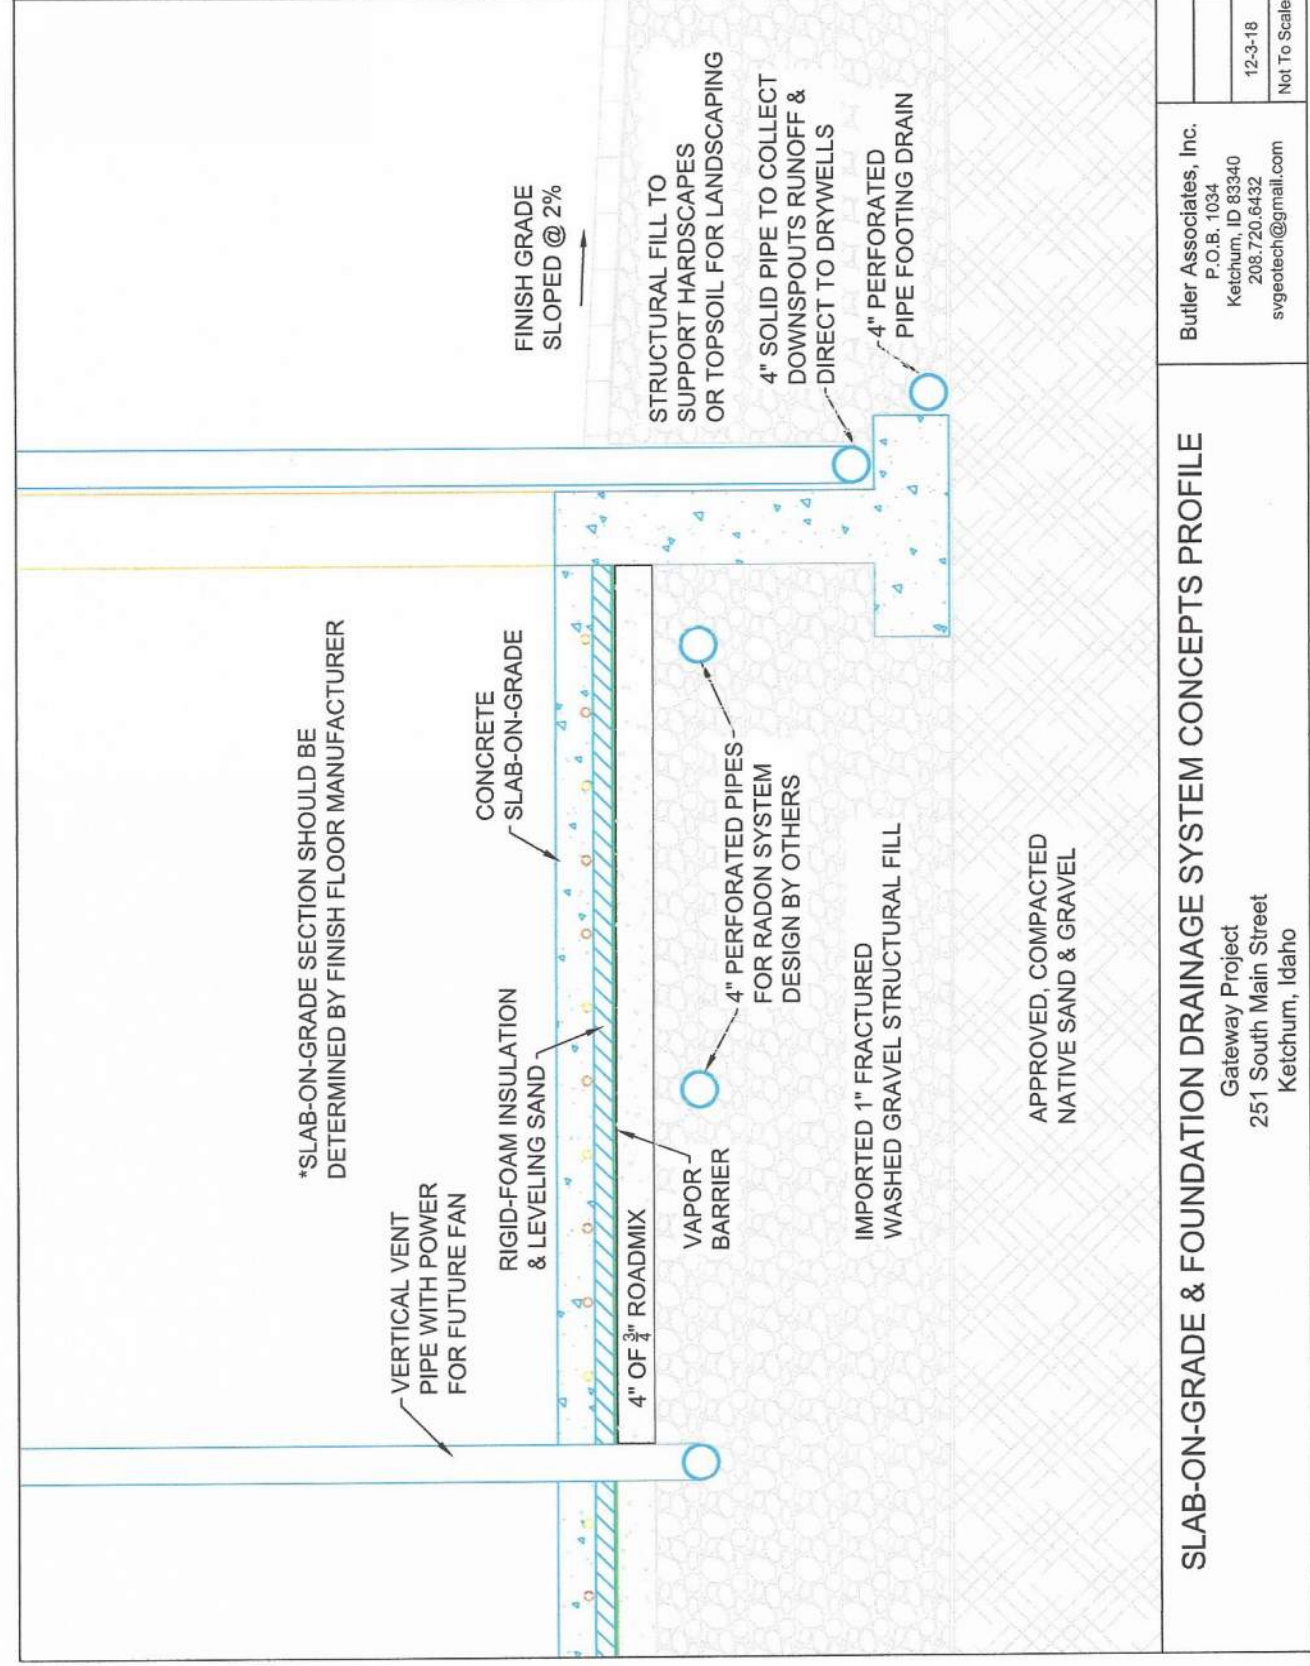 *SLAB-ON-GRADE SECTION SHOULD BE
DETERMINED BY FINISH FLOOR MANUFACTURER
VERTICAL VENT
PIPE WITH POWER
FOR FUTURE FAN
RIGID-FOAM INSULATION
& LEVELING SAND
CONCRETE
SLAB-ON-GRADE
FINISH GRADE
SLOPED @ 2%
4" OF 3/4" ROADMIX
VAPOR
BARRIER
4" PERFORATED PIPES
FOR RADON SYSTEM
DESIGN BY OTHERS
STRUCTURAL FILL TO
SUPPORT HARDSCAPES
OR TOPSOIL FOR LANDSCAPING
4" SOLID PIPE TO COLLECT
DOWNSPOUTS RUNOFF &
DIRECT TO DRYWELLS
4" PERFORATED
PIPE FOOTING DRAIN
IMPORTED 1" FRACTURED
WASHED GRAVEL STRUCTURAL FILL
APPROVED, COMPACTED
NATIVE SAND & GRAVEL
SLAB-ON-GRADE & FOUNDATION DRAINAGE SYSTEM CONCEPTS PROFILE
Gateway Project
251 South Main Street
Ketchum, Idaho
Butler Associates, Inc.
P.O.B. 1034
Ketchum, ID 83340
208.720.6432
svgeotech@gmail.com
12-3-18
Not To Scale